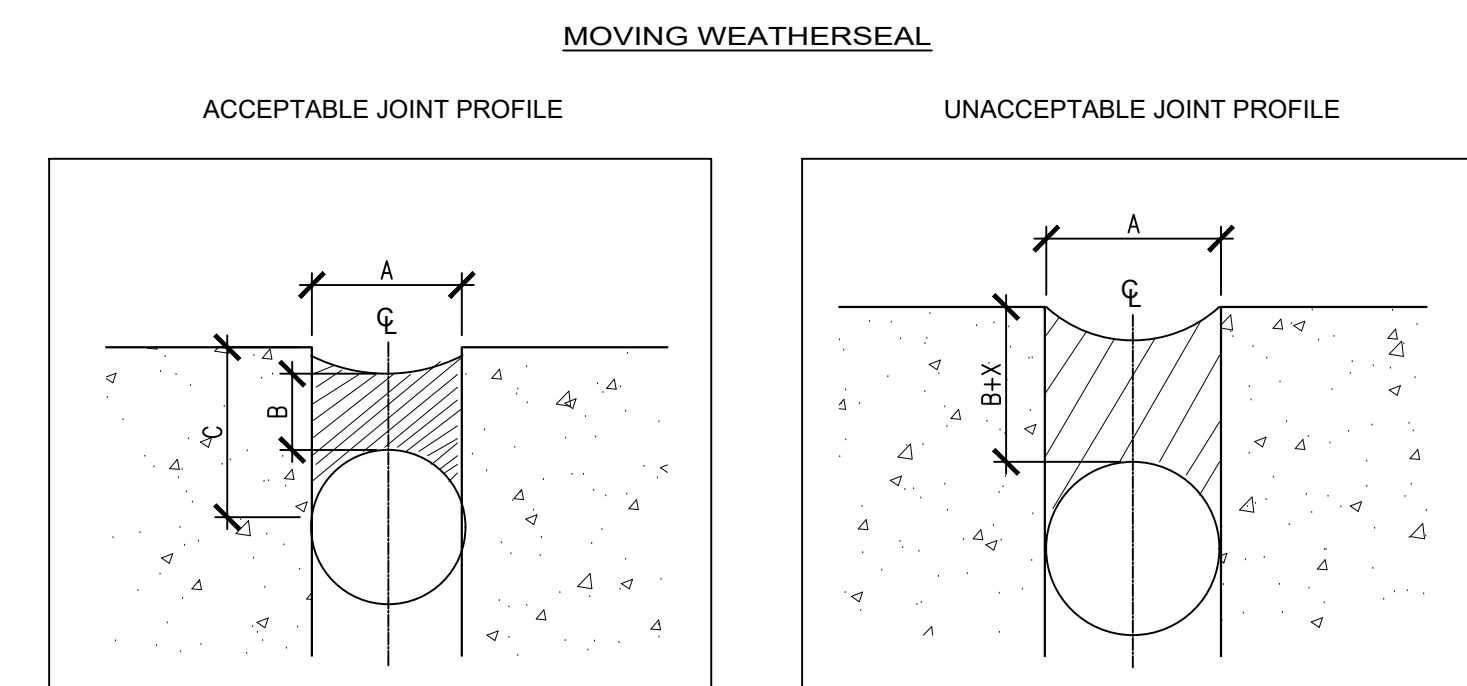 MOVING WEATHERSEAL
ACCEPTABLE JOINT PROFILE
UNACCEPTABLE JOINT PROFILE
A
℄
B
C
A
℄
B+X